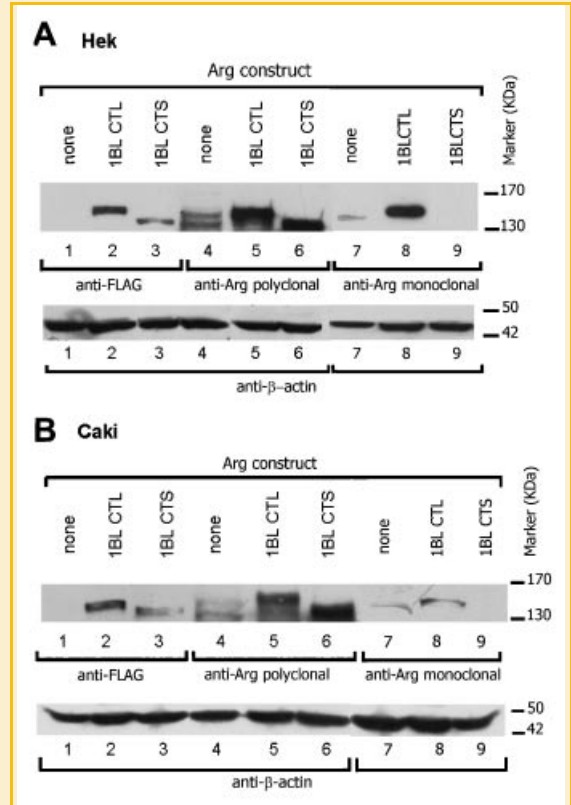 A Hek
Arg construct
none 1BL CTL 1BL CTS none 1BL CTL 1BL CTS none 1BLCTL 1BLCTS Marker (KDa)
170
130
1 2 3 4 5 6 7 8 9
anti-FLAG anti-Arg polyclonal anti-Arg monoclonal
50
42
1 2 3 4 5 6 7 8 9
anti-β-actin
B Caki
Arg construct
none 1BL CTL 1BL CTS none 1BL CTL 1BL CTS none 1BL CTL 1BL CTS Marker (KDa)
170
130
1 2 3 4 5 6 7 8 9
anti-FLAG anti-Arg polyclonal anti-Arg monoclonal
50
42
1 2 3 4 5 6 7 8 9
anti-β-actin